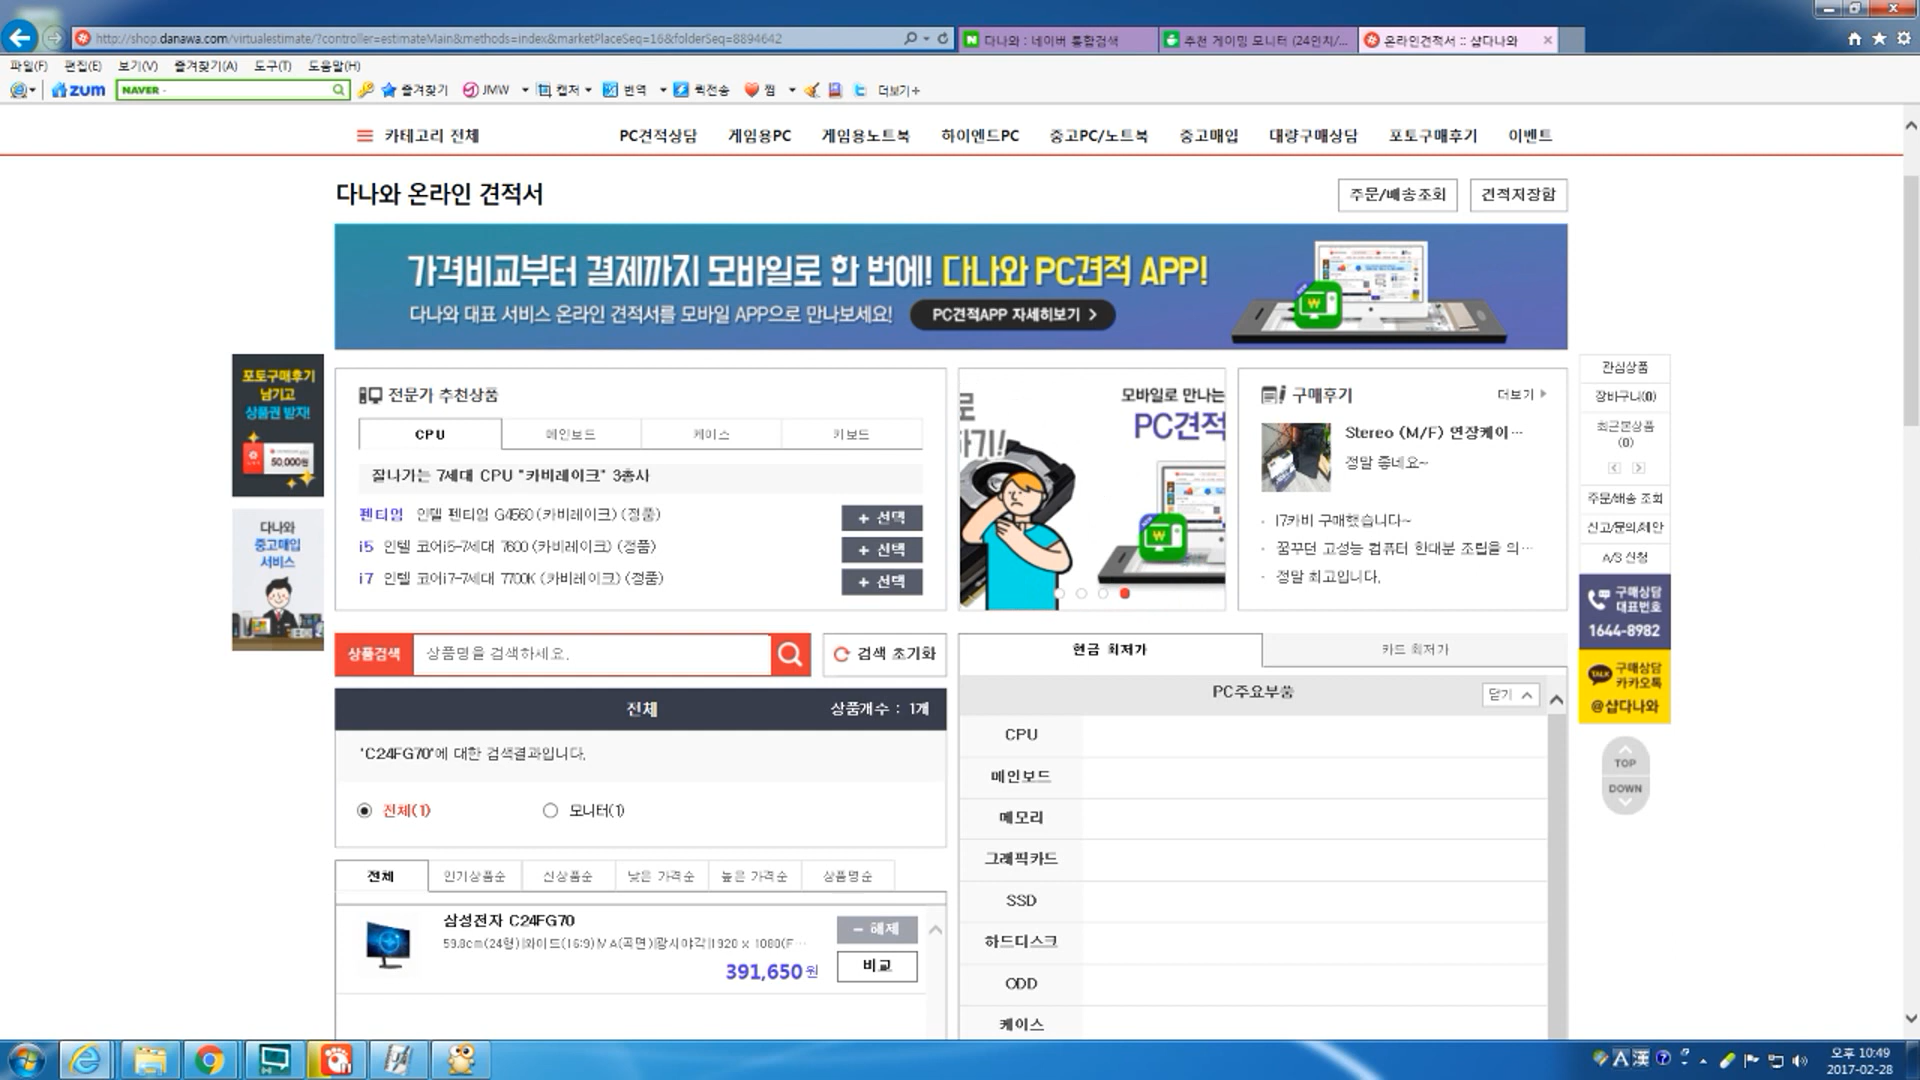 http://shop.danawa.com/virtualestimate/?controller=estimateMain&methods=index&marketPlaceSeq=16&folderSeq=8894642
다나와 : 네이버 통합검색
추천 게이밍 모니터 (24인치/...
온라인견적서 :: 샵다나와
파일(F) 편집(E) 보기(V) 즐겨찾기(A) 도구(T) 도움말(H)
zum NAVER 즐겨찾기 JMW 캡처 번역 퀵전송 찜 더보기+
카테고리 전체 PC견적상담 게임용PC 게임용노트북 하이엔드PC 중고PC/노트북 중고매입 대량구매상담 포토구매후기 이벤트
다나와 온라인 견적서
주문/배송조회 견적저장함
가격비교부터 결제까지 모바일로 한 번에! 다나와 PC견적 APP!
다나와 대표 서비스 온라인 견적서를 모바일 APP으로 만나보세요! PC견적APP 자세히보기 >
포토구매후기
남기고
상품권 받자!
50,000원
다나와
중고매입
서비스
전문가 추천상품
CPU 메인보드 케이스 키보드
잘나가는 7세대 CPU "카비레이크" 3총사
펜티엄 인텔 펜티엄 G4560 (카비레이크) (정품) + 선택
i5 인텔 코어i5-7세대 7600 (카비레이크) (정품) + 선택
i7 인텔 코어i7-7세대 7700K (카비레이크) (정품) + 선택
모바일로 만나는
PC견적
구매후기 더보기
Stereo (M/F) 연장케이…
정말 좋네요~
I7카비 구매했습니다~
꿈꾸던 고성능 컴퓨터 한대분 조립을 의…
정말 최고입니다.
관심상품
장바구니(0)
최근본상품
(0)
주문/배송 조회
신고/문의/제안
A/S 신청
구매상담
대표번호
1644-8982
TALK 구매상담
카카오톡
@샵다나와
TOP
DOWN
상품검색 상품명을 검색하세요. 검색 초기화
전체 상품개수 : 1개
'C24FG70'에 대한 검색결과입니다.
전체(1) 모니터(1)
전체 인기상품순 신상품순 낮은 가격순 높은 가격순 상품명순
삼성전자 C24FG70
59.8cm(24형)|와이드(16:9)|VA(곡면)|광시야각|1920 x 1080(F…
391,650원
− 해제
비교
현금 최저가 카드 최저가
PC주요부품 닫기
CPU
메인보드
메모리
그래픽카드
SSD
하드디스크
ODD
케이스
A 漢
오후 10:49
2017-02-28